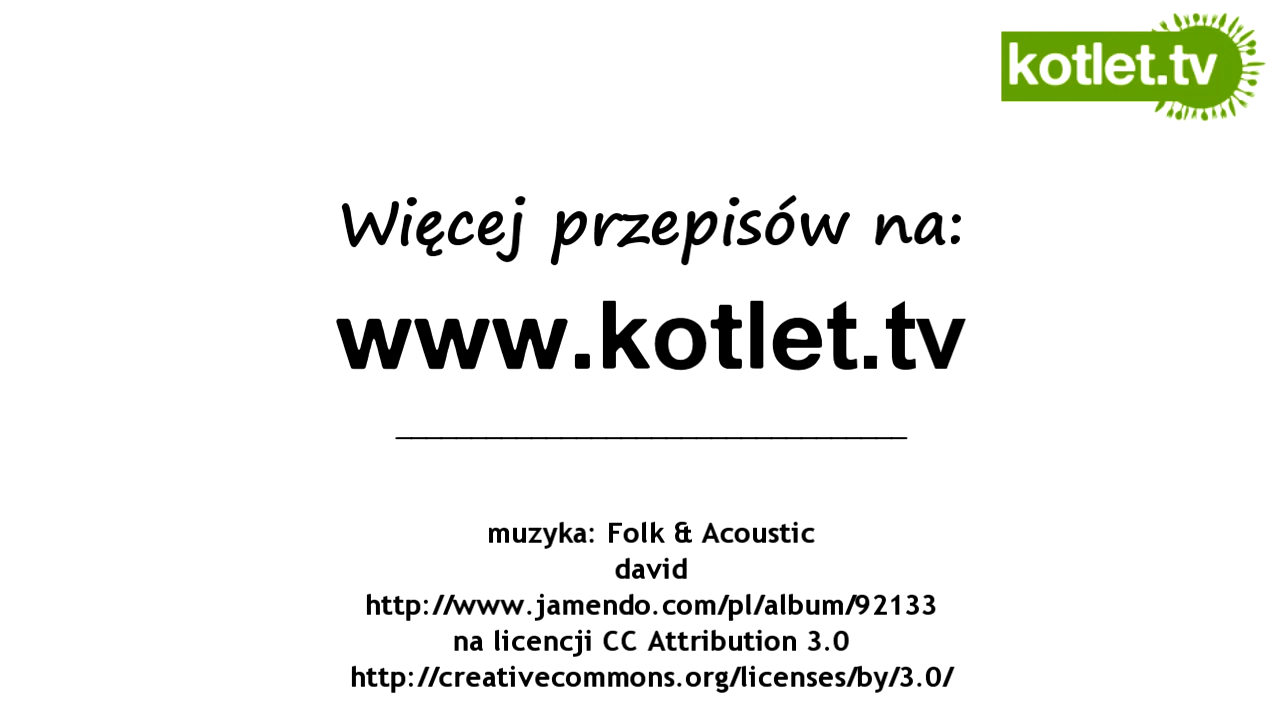 kotlet.tv
Więcej przepisów na:
www.kotlet.tv
muzyka: Folk & Acoustic
david
http://www.jamendo.com/pl/album/92133
na licencji CC Attribution 3.0
http://creativecommons.org/licenses/by/3.0/